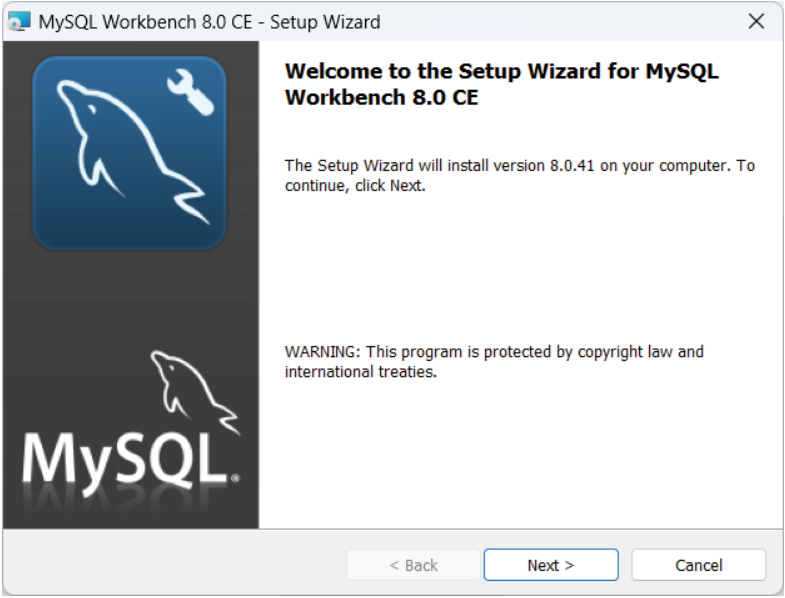 MySQL Workbench 8.0 CE - Setup Wizard
Welcome to the Setup Wizard for MySQL
Workbench 8.0 CE
The Setup Wizard will install version 8.0.41 on your computer. To
continue, click Next.
WARNING: This program is protected by copyright law and
international treaties.
MySQL®
< Back
Next >
Cancel